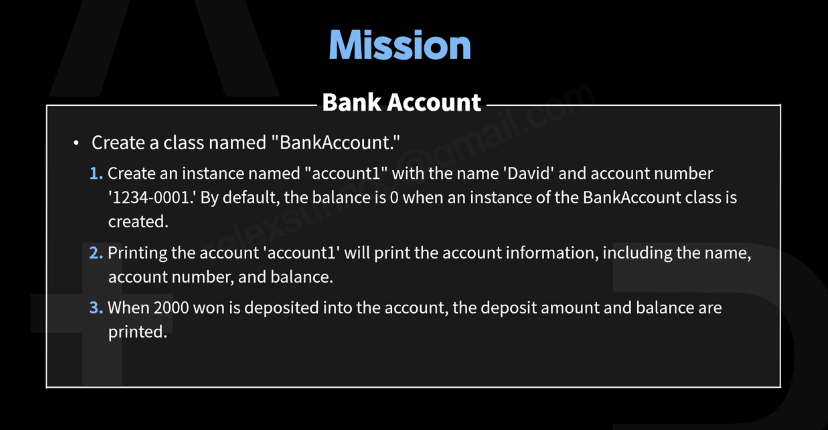 Mission
Bank Account
• Create a class named "BankAccount."
1. Create an instance named "account1" with the name 'David' and account number
'1234-0001.' By default, the balance is 0 when an instance of the BankAccount class is
created.
2. Printing the account 'account1' will print the account information, including the name,
account number, and balance.
3. When 2000 won is deposited into the account, the deposit amount and balance are
printed.